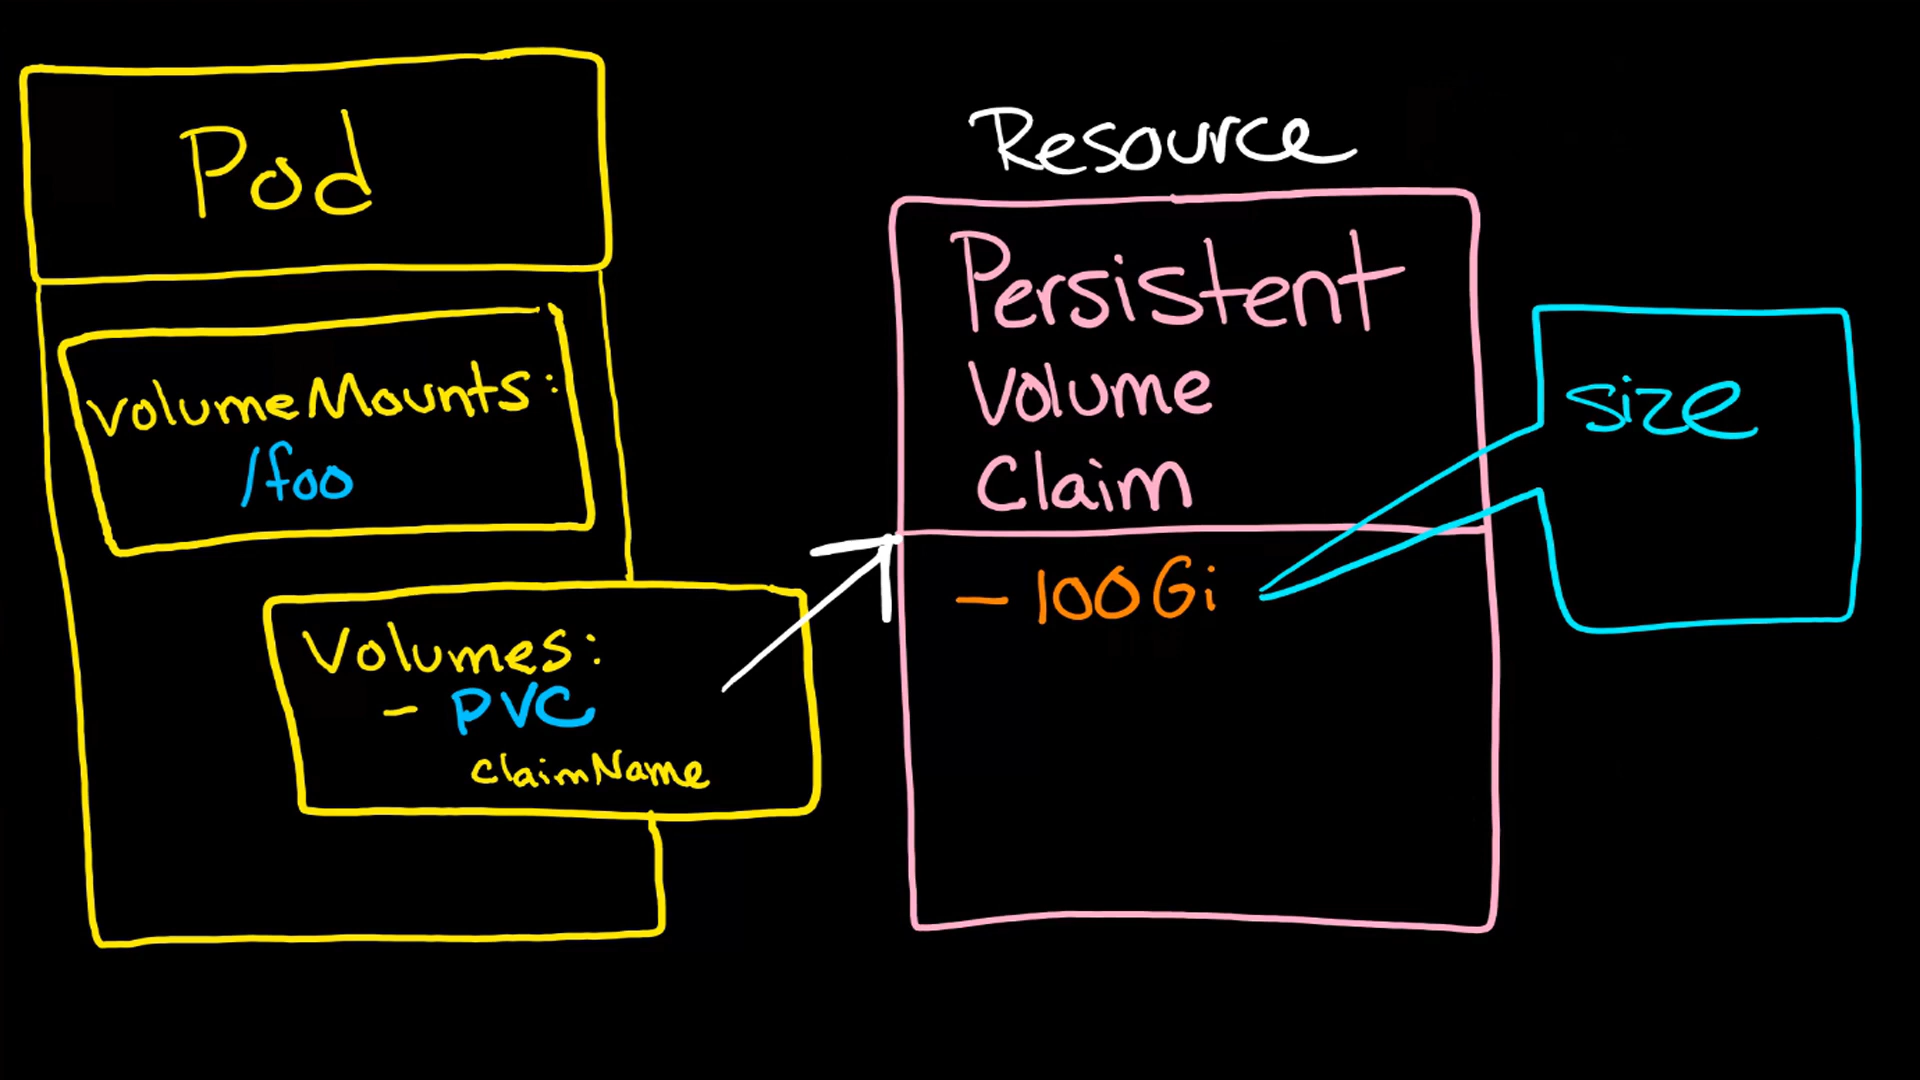 Pod
volumeMounts:
/foo
Volumes:
- PVC
claimName
Resource
Persistent
Volume
Claim
- 100Gi
size